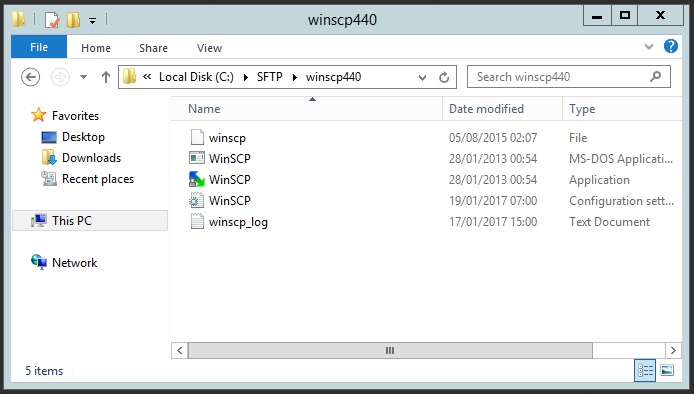 winscp440
File Home Share View
Local Disk (C:) SFTP winscp440 Search winscp440
Name Date modified Type
Favorites
Desktop
Downloads
Recent places
This PC
Network
winscp 05/08/2015 02:07 File
WinSCP 28/01/2013 00:54 MS-DOS Applicatio...
WinSCP 28/01/2013 00:54 Application
WinSCP 19/01/2017 07:00 Configuration sett...
winscp_log 17/01/2017 15:00 Text Document
5 items